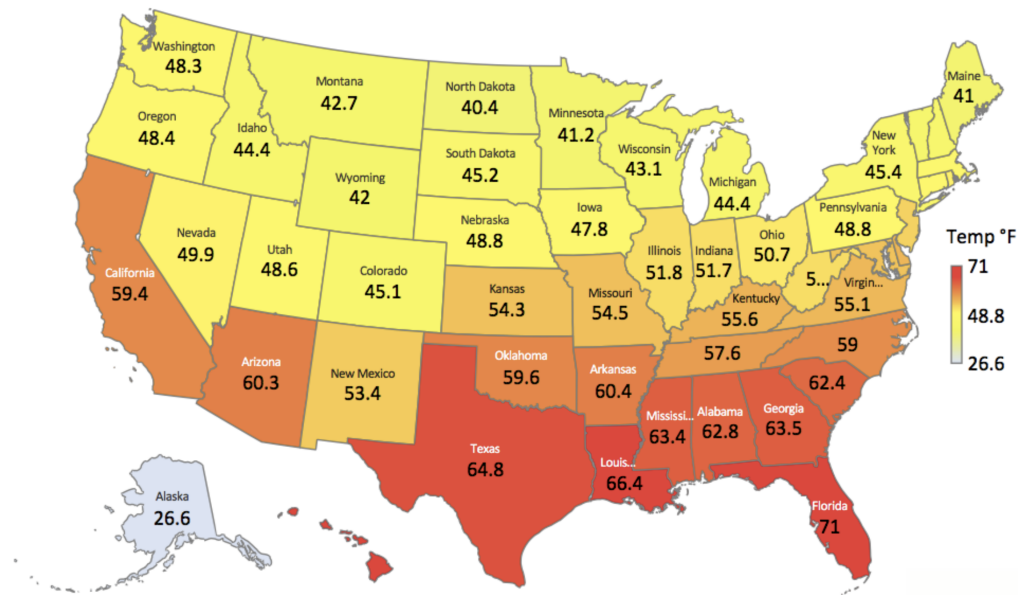 Washington
48.3
Montana
42.7
North Dakota
40.4
Minnesota
41.2
Maine
41
Oregon
48.4
Idaho
44.4
South Dakota
45.2
Wisconsin
43.1
New
York
45.4
Wyoming
42
Michigan
44.4
Nebraska
48.8
Iowa
47.8
Pennsylvania
48.8
Nevada
49.9
Utah
48.6
Colorado
45.1
Illinois
51.8
Indiana
51.7
Ohio
50.7
5...
Virgin...
55.1
California
59.4
Kansas
54.3
Missouri
54.5
Kentucky
55.6
Arizona
60.3
New Mexico
53.4
Oklahoma
59.6
Arkansas
60.4
57.6
59
62.4
Texas
64.8
Louis...
66.4
Mississi...
63.4
Alabama
62.8
Georgia
63.5
Florida
71
Alaska
26.6
Temp °F
71
48.8
26.6